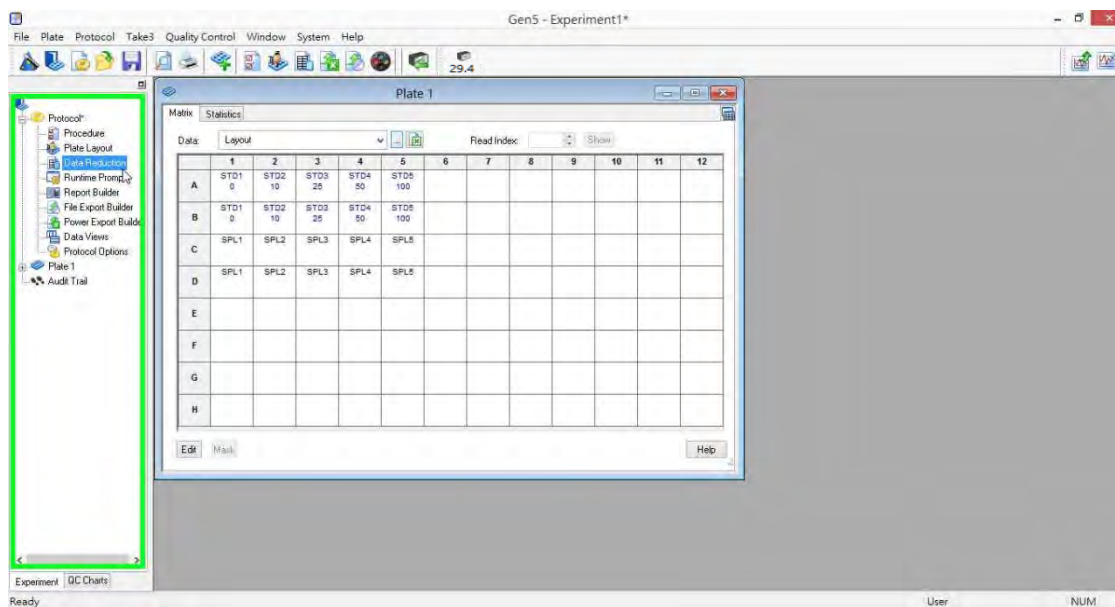 Gen5 - Experiment1*
File Plate Protocol Take3 Quality Control Window System Help
29.4
Protocol*
Procedure
Plate Layout
Data Reduction
Runtime Promp
Report Builder
File Export Builder
Power Export Builde
Data Views
Protocol Options
Plate 1
Audit Trail
Experiment QC Charts
Plate 1
Matrix Statistics
Data: Layout ... Read Index: Show
1 2 3 4 5 6 7 8 9 10 11 12
A STD1 STD2 STD3 STD4 STD5
0 10 25 50 100
B STD1 STD2 STD3 STD4 STD5
0 10 25 50 100
C SPL1 SPL2 SPL3 SPL4 SPL5
D SPL1 SPL2 SPL3 SPL4 SPL5
E
F
G
H
Edit Mask Help
Ready User NUM